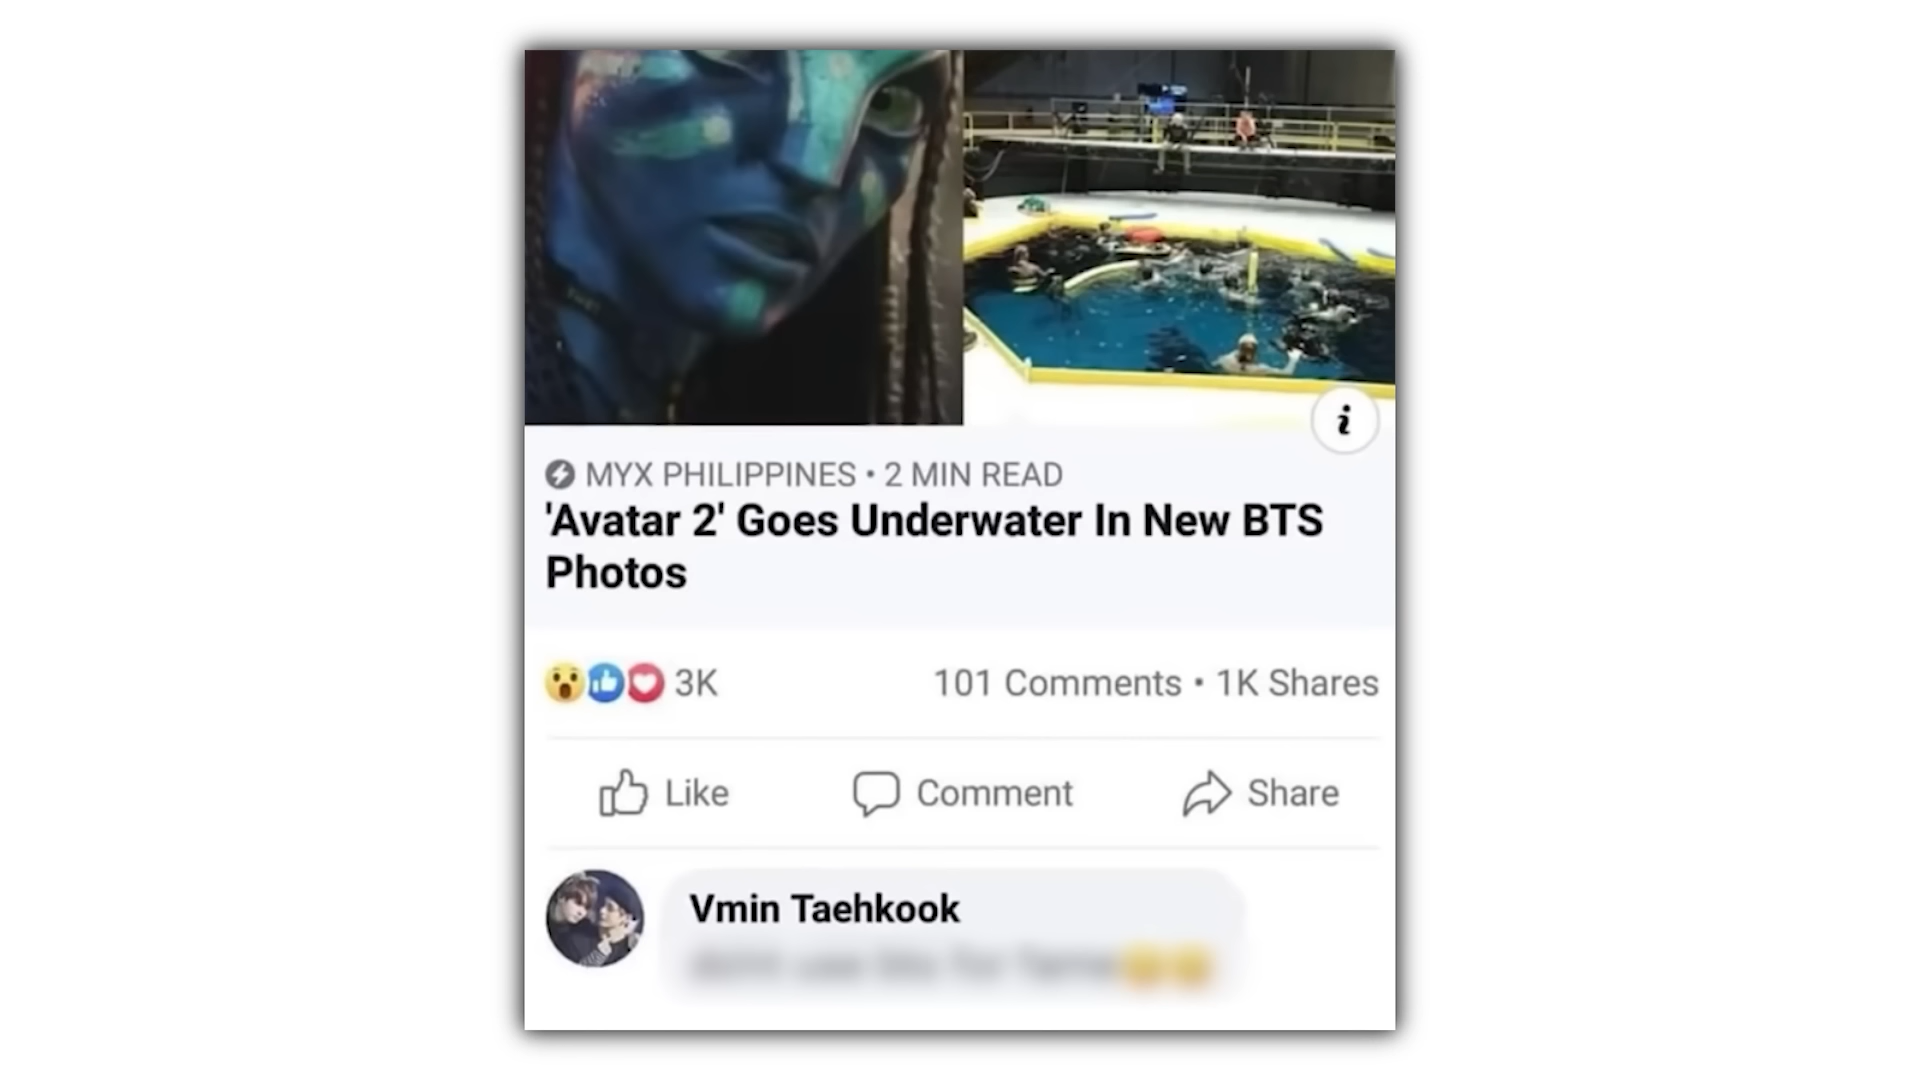 MYX PHILIPPINES • 2 MIN READ
'Avatar 2' Goes Underwater In New BTS
Photos
3K
101 Comments • 1K Shares
Like
Comment
Share
Vmin Taehkook